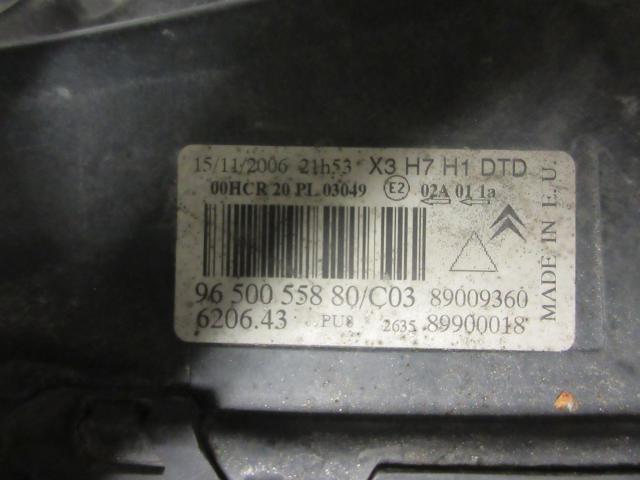 15/11/2006 21h53 X3 H7 H1 DTD
00HCR 20 PL 03049 E2 02A 01 1a
96 500 558 80/C03 89009360
6206.43 PU8 2635 89900018
MADE IN E.U.